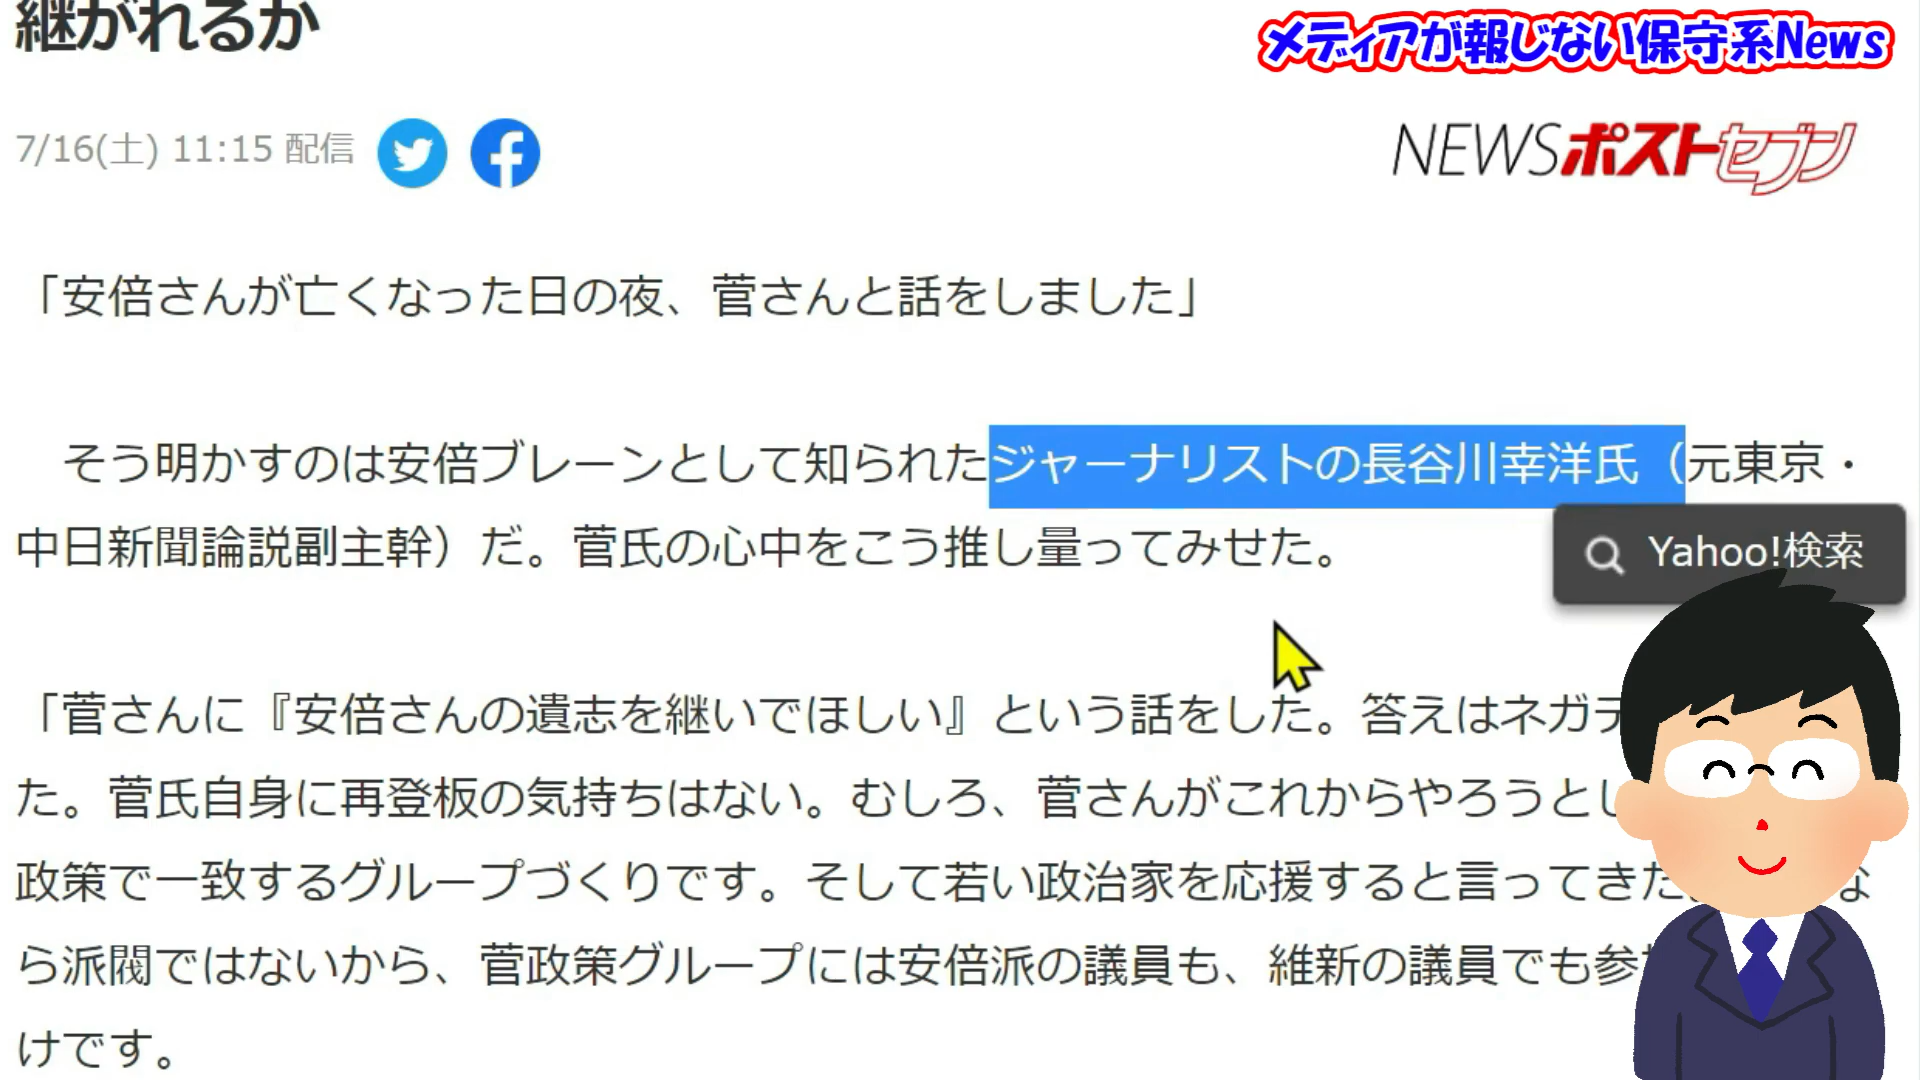 継がれるか
メディアが報じない保守系News
7/16(土) 11:15 配信
NEWSポストセブン
「安倍さんが亡くなった日の夜、菅さんと話をしました」
そう明かすのは安倍ブレーンとして知られたジャーナリストの長谷川幸洋氏（元東京・
中日新聞論説副主幹）だ。菅氏の心中をこう推し量ってみせた。
Yahoo!検索
「菅さんに『安倍さんの遺志を継いでほしい』という話をした。答えはネガテ
た。菅氏自身に再登板の気持ちはない。むしろ、菅さんがこれからやろうとし
政策で一致するグループづくりです。そして若い政治家を応援すると言ってきた な
ら派閥ではないから、菅政策グループには安倍派の議員も、維新の議員でも参
けです。